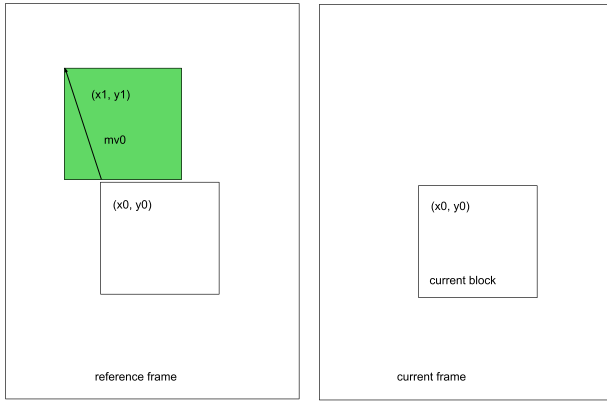 (x1, y1)
mv0
(x0, y0)
reference frame
(x0, y0)
current block
current frame